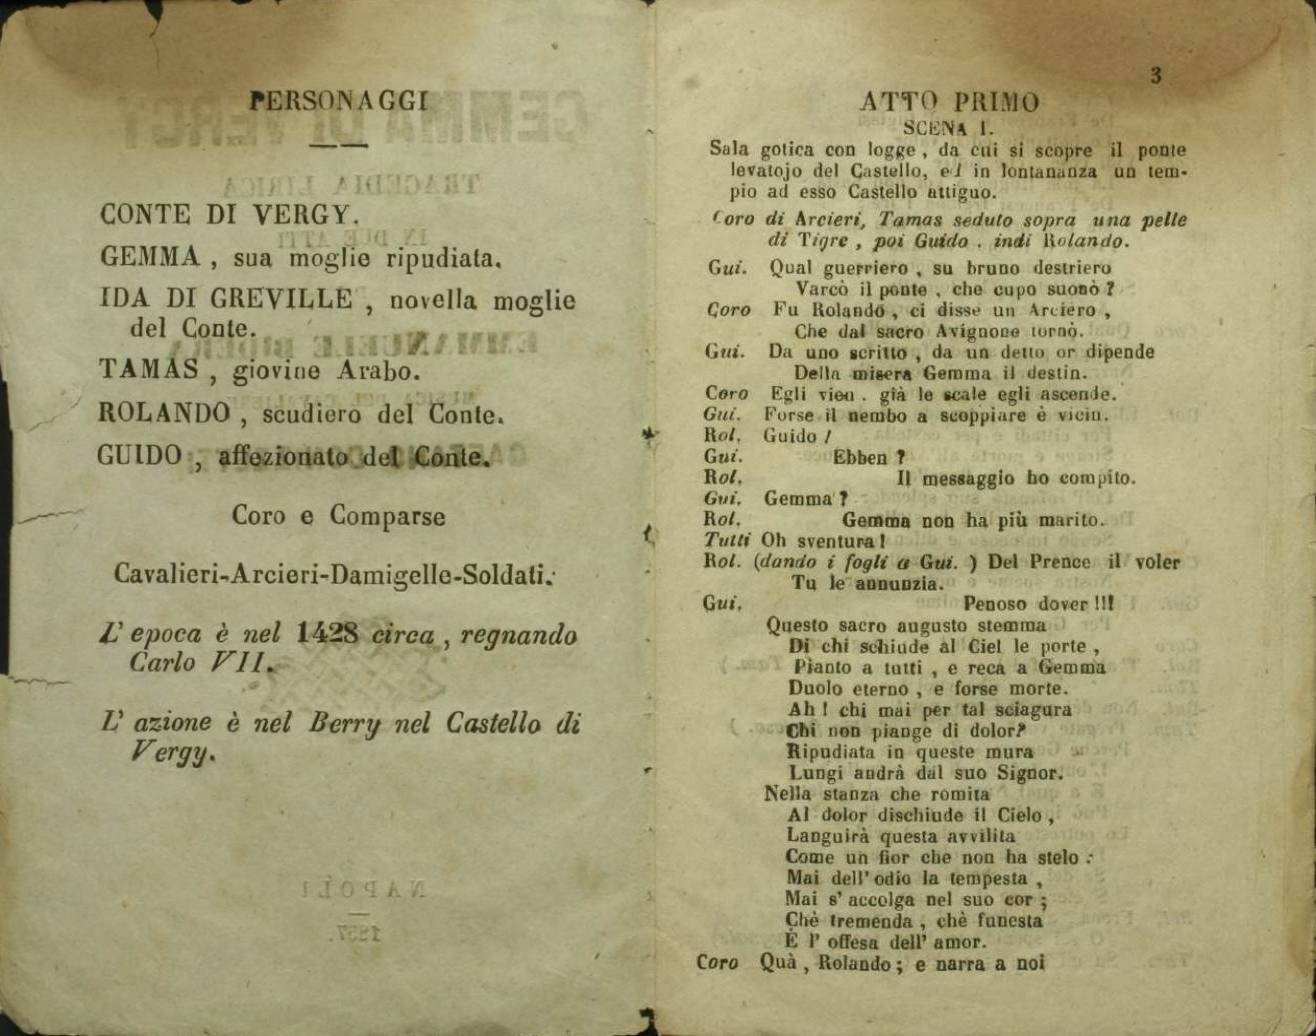 PERSONAGGI
CONTE DI VERGY.
GEMMA , sua moglie ripudiata.
IDA DI GREVILLE , novella moglie
del Conte.
TAMAS , giovine Arabo.
ROLANDO , scudiero del Conte.
GUIDO , affezionato del Conte.
Coro e Comparse
Cavalieri-Arcieri-Damigelle-Soldati.
L' epoca è nel 1428 circa , regnando
Carlo VII.
L' azione è nel Berry nel Castello di
Vergy.
3
ATTO PRIMO
SCENA I.
Sala gotica con logge , da cui si scopre il ponte
levatojo del Castello, ed in lontananza un tem-
pio ad esso Castello attiguo.
Coro di Arcieri, Tamas seduto sopra una pelle
di Tigre , poi Guido . indi Rolando.
Gui. Qual guerriero , su bruno destriero
Varcò il ponte , che cupo suonò ?
Coro Fu Rolando , ci disse un Arciero ,
Che dal sacro Avignone tornò.
Gui. Da uno scritto , da un detto or dipende
Della misera Gemma il destin.
Coro Egli vien . già le scale egli ascende.
Gui. Forse il nembo a scoppiare è vicin.
Rol. Guido !
Gui. Ebben ?
Rol. Il messaggio ho compito.
Gui. Gemma ?
Rol. Gemma non ha più marito.
Tutti Oh sventura !
Rol. (dando i fogli a Gui. ) Del Prence il voler
Tu le annunzia.
Gui. Penoso dover !!!
Questo sacro augusto stemma
Di chi schiude al Ciel le porte ,
Pianto a tutti , e reca a Gemma
Duolo eterno , e forse morte.
Ah ! chi mai per tal sciagura
Chi non piange di dolor?
Ripudiata in queste mura
Lungi andrà dal suo Signor.
Nella stanza che romita
Al dolor dischiude il Cielo ,
Languirà questa avvilita
Come un fior che non ha stelo :
Mai dell' odio la tempesta ,
Mai s' accolga nel suo cor ;
Chè tremenda , chè funesta
È l' offesa dell' amor.
Coro Quà , Rolando ; e narra a noi